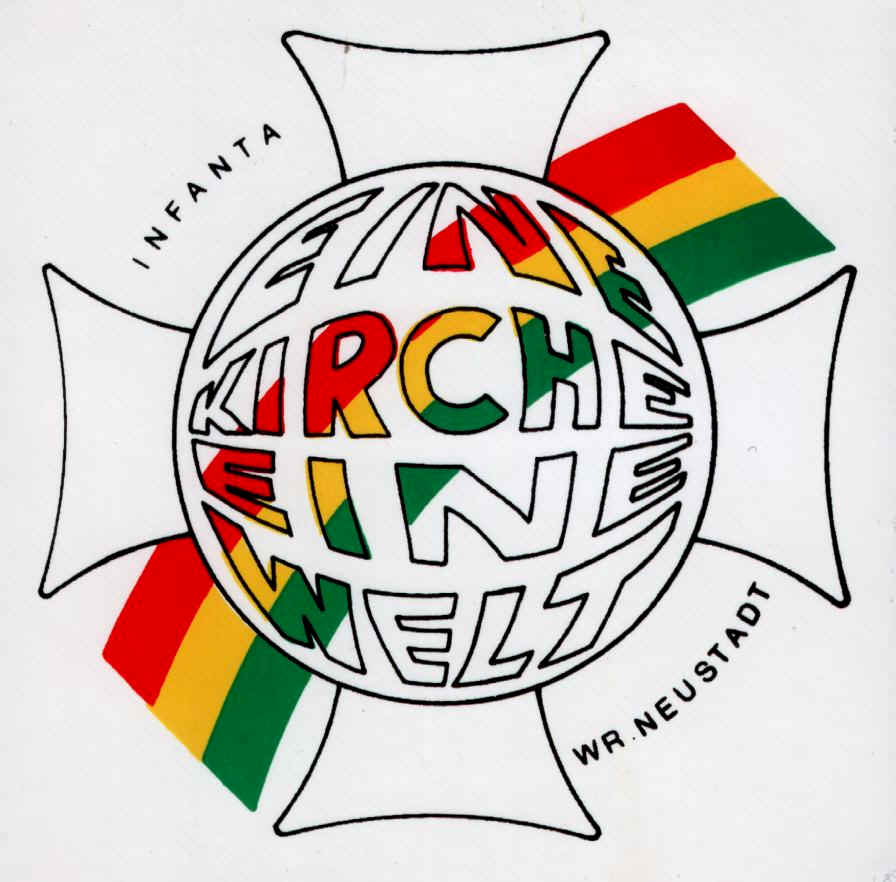 INFANTA
EINE
KIRCHE
EINE
WELT
WR. NEUSTADT